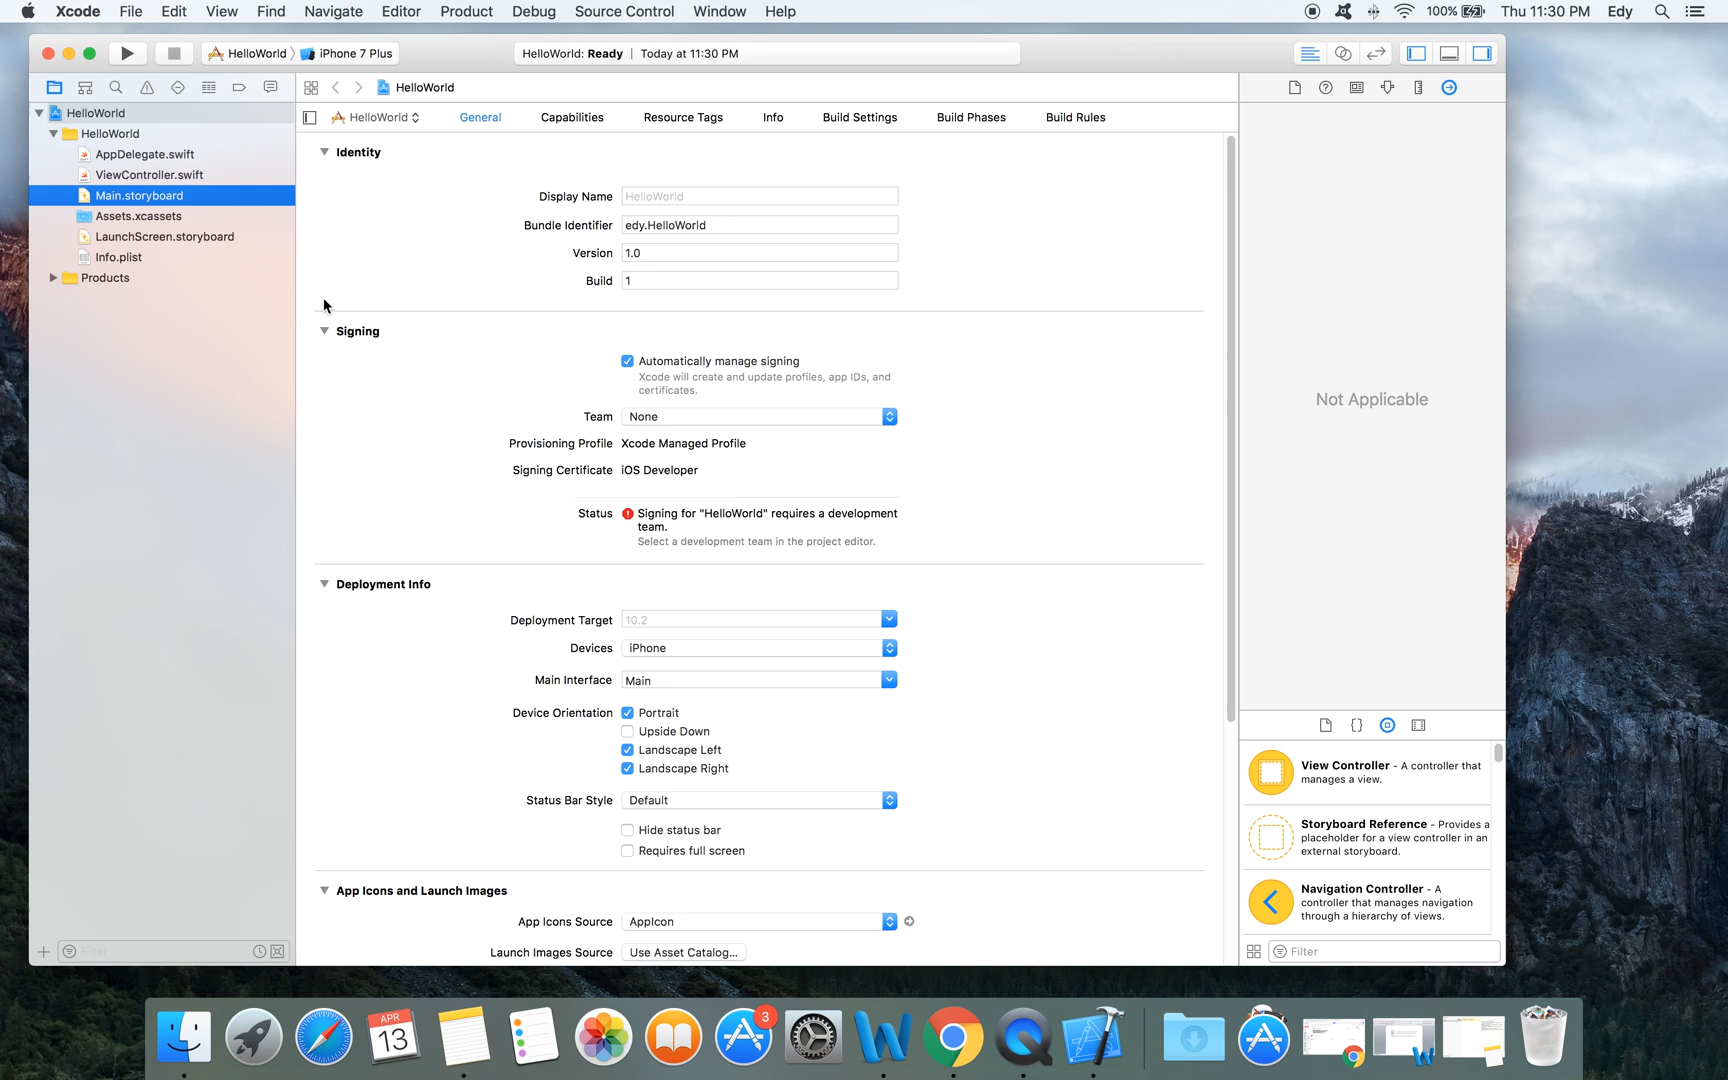 Xcode File Edit View Find Navigate Editor Product Debug Source Control Window Help 100% Thu 11:30 PM Edy
HelloWorld iPhone 7 Plus HelloWorld: Ready Today at 11:30 PM
HelloWorld
HelloWorld
HelloWorld General Capabilities Resource Tags Info Build Settings Build Phases Build Rules
HelloWorld
AppDelegate.swift
ViewController.swift
Main.storyboard
Assets.xcassets
LaunchScreen.storyboard
Info.plist
Products
Filter
Identity
Display Name HelloWorld
Bundle Identifier edy.HelloWorld
Version 1.0
Build 1
Signing
Automatically manage signing
Xcode will create and update profiles, app IDs, and
certificates.
Team None
Provisioning Profile Xcode Managed Profile
Signing Certificate iOS Developer
Status Signing for "HelloWorld" requires a development
team.
Select a development team in the project editor.
Deployment Info
Deployment Target 10.2
Devices iPhone
Main Interface Main
Device Orientation Portrait
Upside Down
Landscape Left
Landscape Right
Status Bar Style Default
Hide status bar
Requires full screen
App Icons and Launch Images
App Icons Source AppIcon
Launch Images Source Use Asset Catalog...
Not Applicable
{}
View Controller - A controller that
manages a view.
Storyboard Reference - Provides a
placeholder for a view controller in an
external storyboard.
Navigation Controller - A
controller that manages navigation
through a hierarchy of views.
Filter
APR
13
3